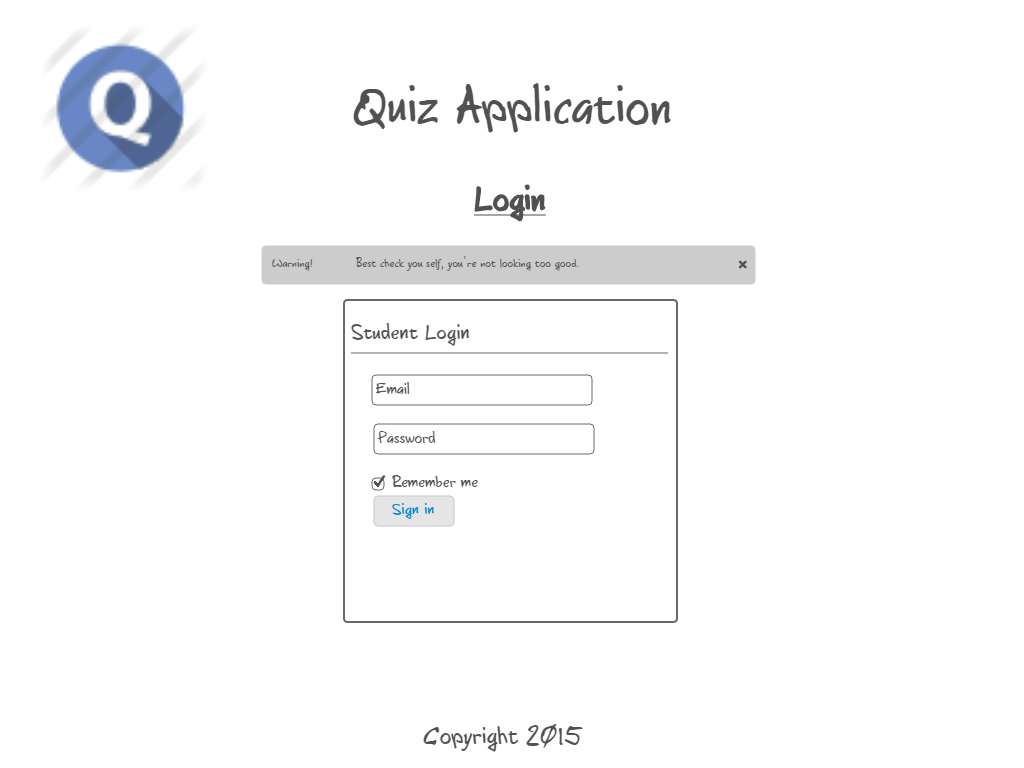 Q
Quiz Application
Login
Warning! Best check you self, you're not looking too good. ×
Student Login
Email
Password
Remember me
Sign in
Copyright 2015